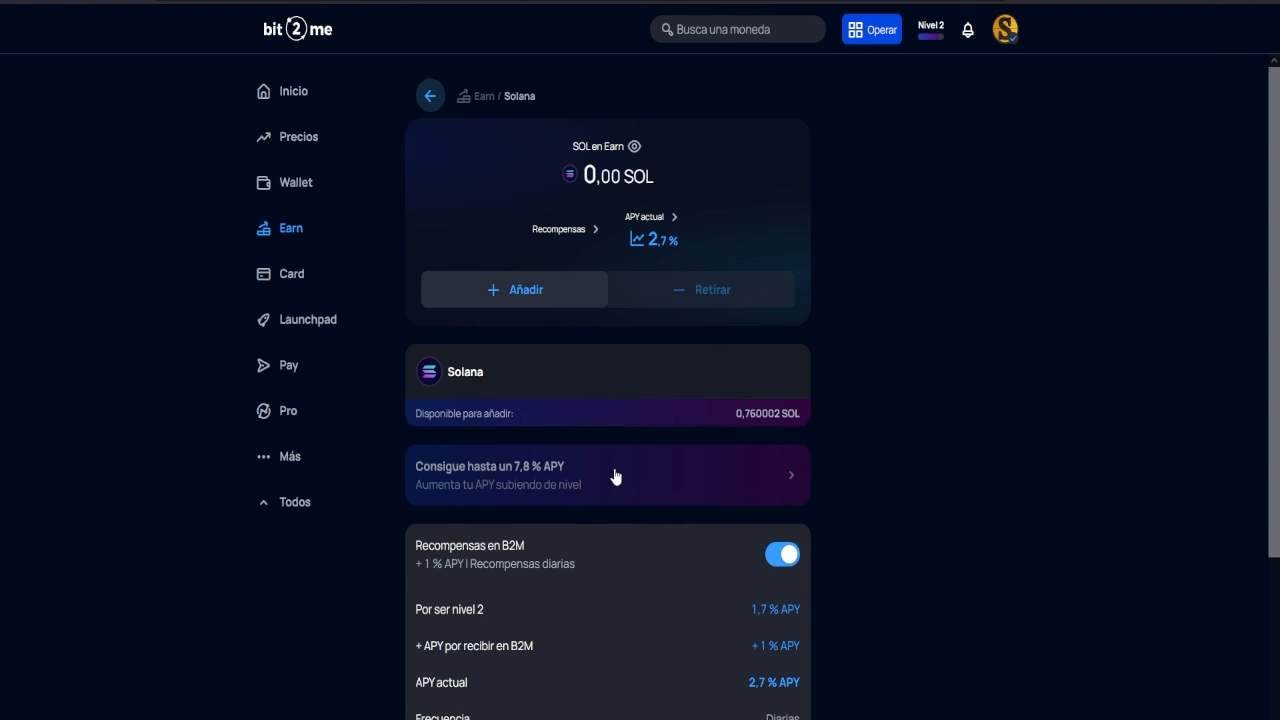 bit2me
Busca una moneda
Operar
Nivel 2
Inicio
Precios
Wallet
Earn
Card
Launchpad
Pay
Pro
Más
Todos
Earn / Solana
SOL en Earn
0,00 SOL
Recompensas
APY actual
2,7 %
Añadir
Retirar
Solana
Disponible para añadir:
0,760002 SOL
Consigue hasta un 7,8 % APY
Aumenta tu APY subiendo de nivel
Recompensas en B2M
+ 1 % APY | Recompensas diarias
Por ser nivel 2
1,7 % APY
+ APY por recibir en B2M
+ 1 % APY
APY actual
2,7 % APY
Frecuencia
Diarias